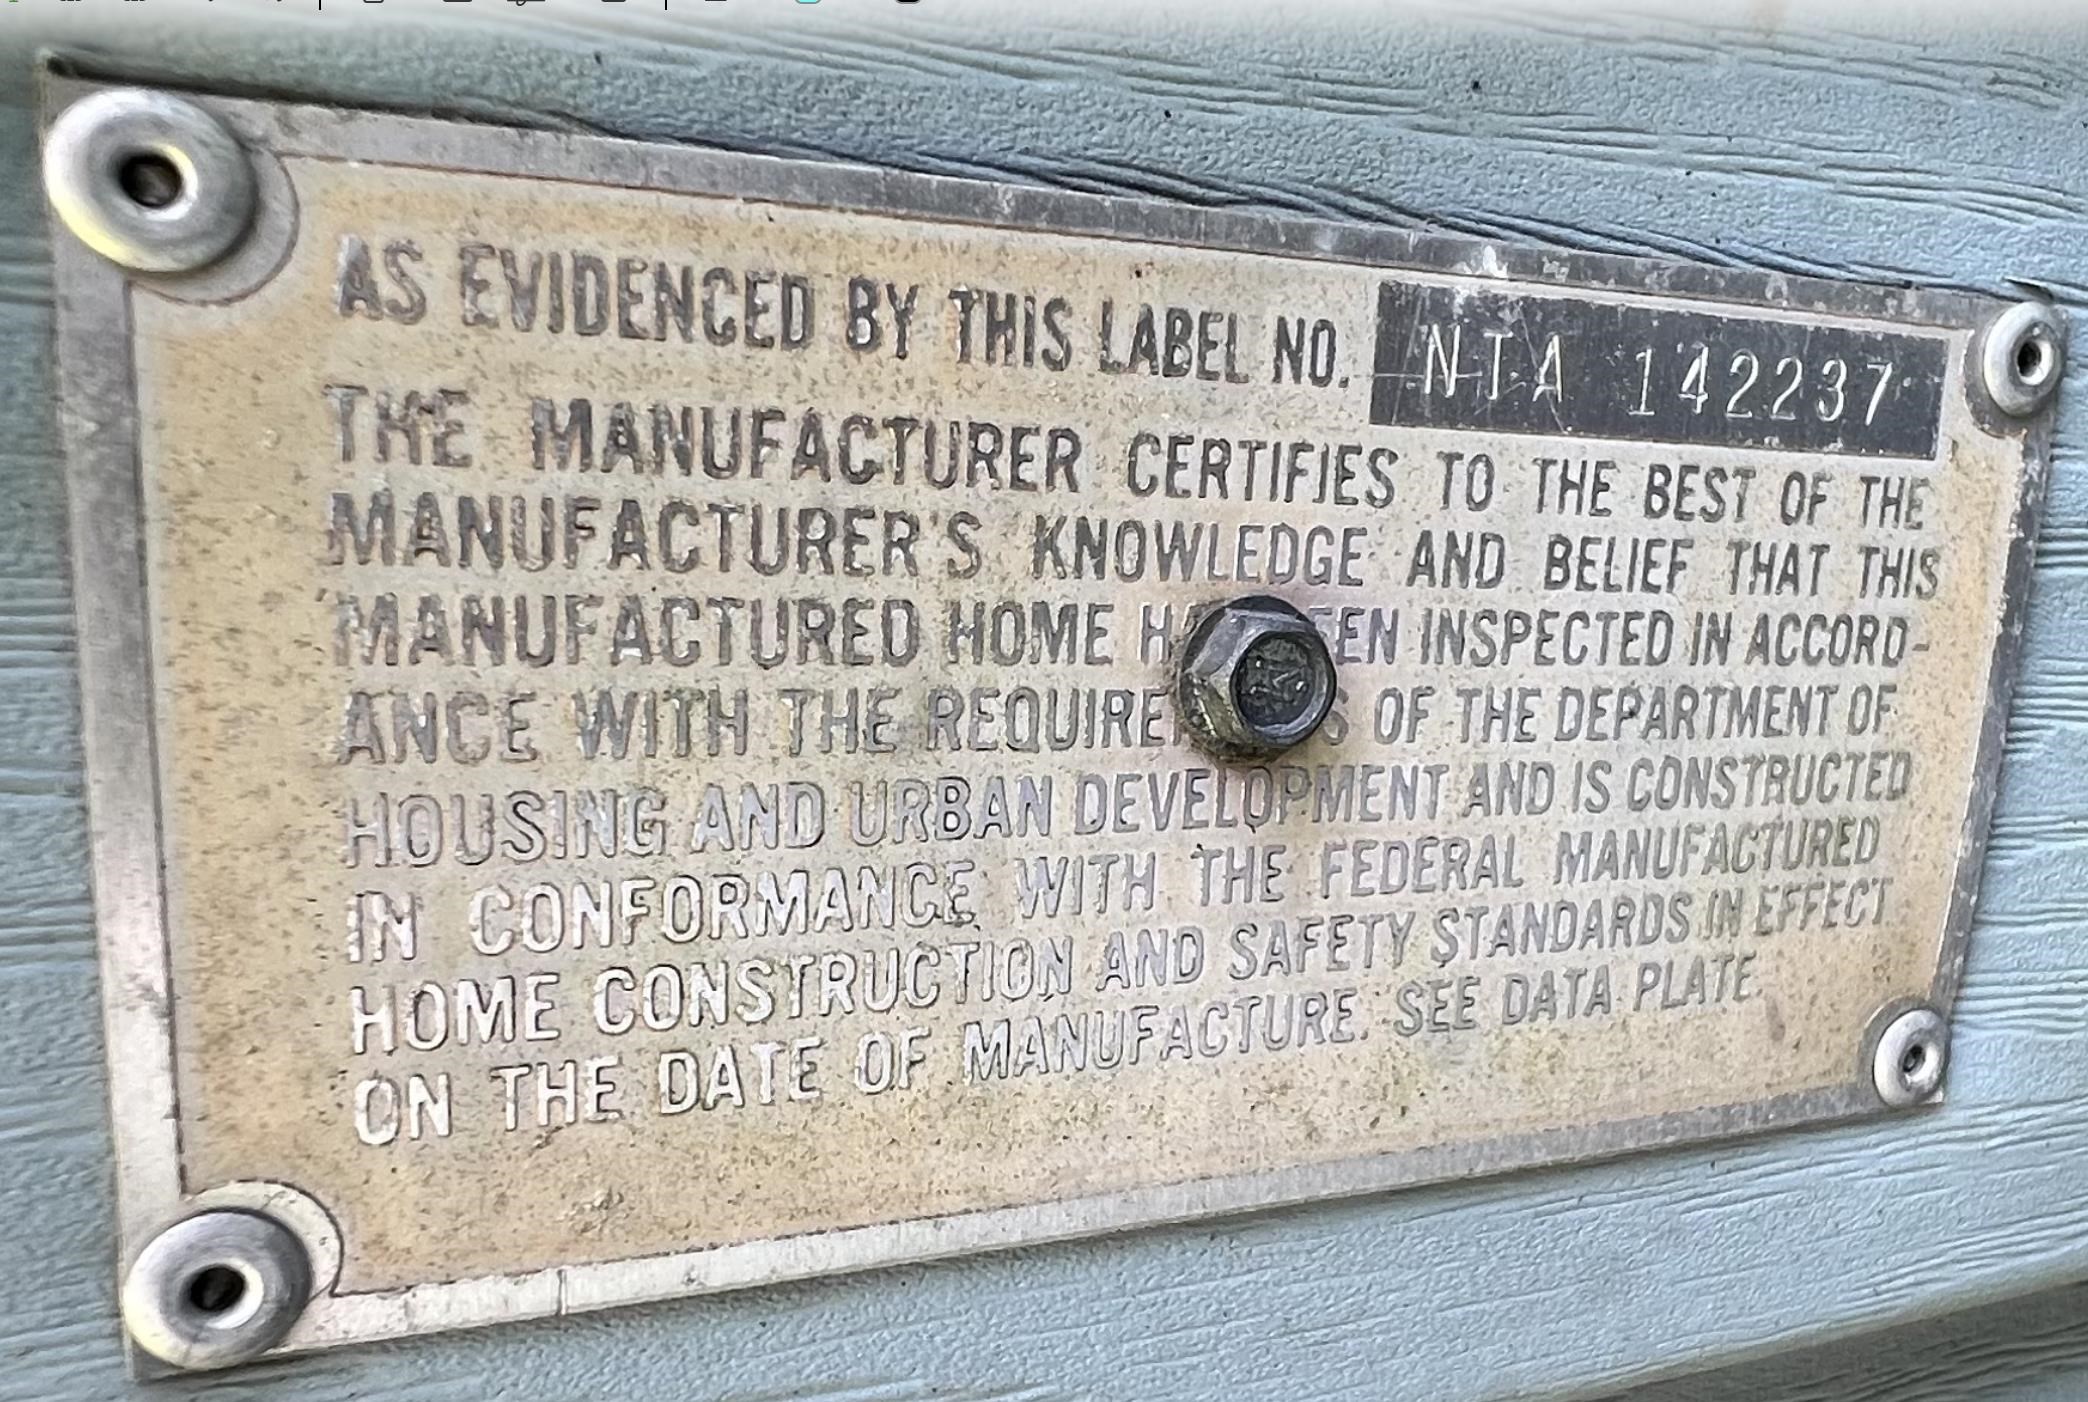 AS EVIDENCED BY THIS LABEL NO. NTA 142237
THE MANUFACTURER CERTIFIES TO THE BEST OF THE
MANUFACTURER'S KNOWLEDGE AND BELIEF THAT THIS
MANUFACTURED HOME INSPECTED IN ACCORD-
ANCE WITH THE OF THE DEPARTMENT OF
HOUSING AND URBAN DEVELOPMENT AND IS CONSTRUCTED
IN CONFORMANCE WITH THE FEDERAL MANUFACTURED
HOME CONSTRUCTION AND SAFETY STANDARDS IN EFFECT
ON THE DATE OF MANUFACTURE. SEE DATA PLATE.